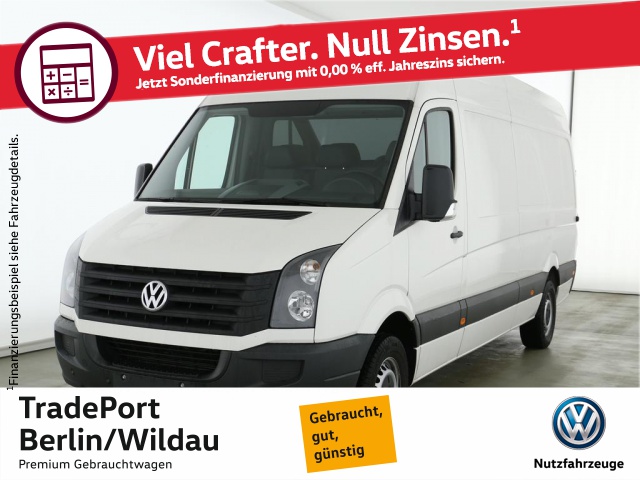 Viel Crafter. Null Zinsen.¹
Jetzt Sonderfinanzierung mit 0,00 % eff. Jahreszins sichern.
¹Finanzierungsbeispiel siehe Fahrzeugdetails.
TradePort
Berlin/Wildau
Premium Gebrauchtwagen
Gebraucht,
gut,
günstig
Nutzfahrzeuge